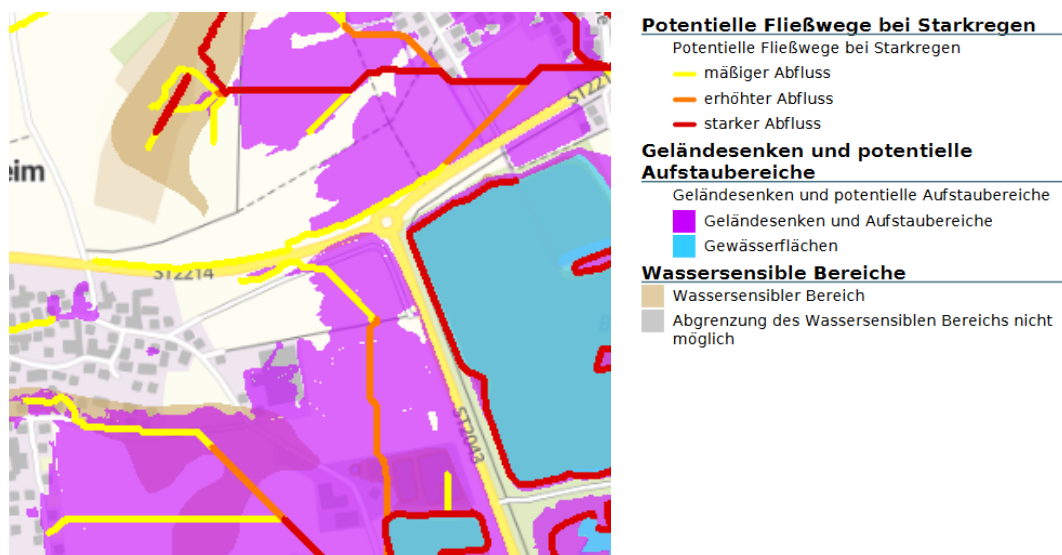 ST221
eim
ST2214
ST2043
Potentielle Fließwege bei Starkregen
Potentielle Fließwege bei Starkregen
mäßiger Abfluss
erhöhter Abfluss
starker Abfluss
Geländesenken und potentielle
Aufstaubereiche
Geländesenken und potentielle Aufstaubereiche
Geländesenken und Aufstaubereiche
Gewässerflächen
Wassersensible Bereiche
Wassersensibler Bereich
Abgrenzung des Wassersensiblen Bereichs nicht
möglich